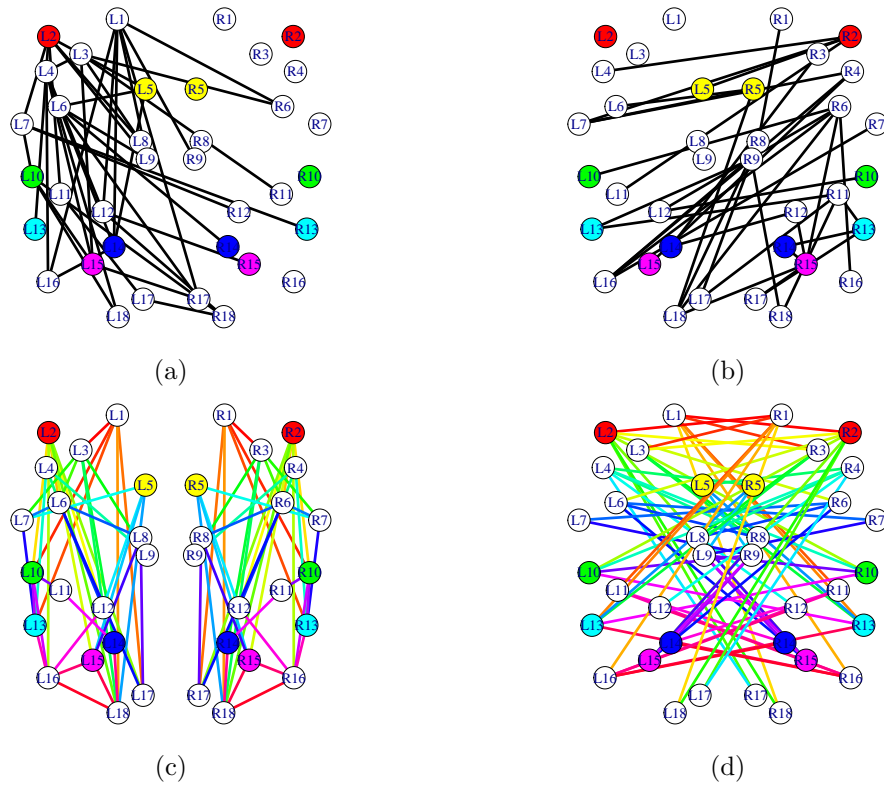 L1 R1
L2 R2
L3 R3
L4 R4
L5 R5
L6 R6
L7 R7
L8 R8
L9 R9
L10 R10
L11 R11
L12 R12
L13 R13
L15 R15
L16 R16
L17 R17
L18 R18
(a)
L1 R1
L2 R2
L3 R3
L4 R4
L5 R5
L6 R6
L7 R7
L8 R8
L9 R9
L10 R10
L11 R11
L12 R12
L13 R13
L15 R15
L16 R16
L17 R17
L18 R18
(b)
L1 R1
L2 R2
L3 R3
L4 R4
L5 R5
L6 R6
L7 R7
L8 R8
L9 R9
L10 R10
L11 R11
L12 R12
L13 R13
L15 R15
L16 R16
L17 R17
L18 R18
(c)
L1 R1
L2 R2
L3 R3
L4 R4
L5 R5
L6 R6
L7 R7
L8 R8
L9 R9
L10 R10
L11 R11
L12 R12
L13 R13
L15 R15
L16 R16
L17 R17
L18 R18
(d)